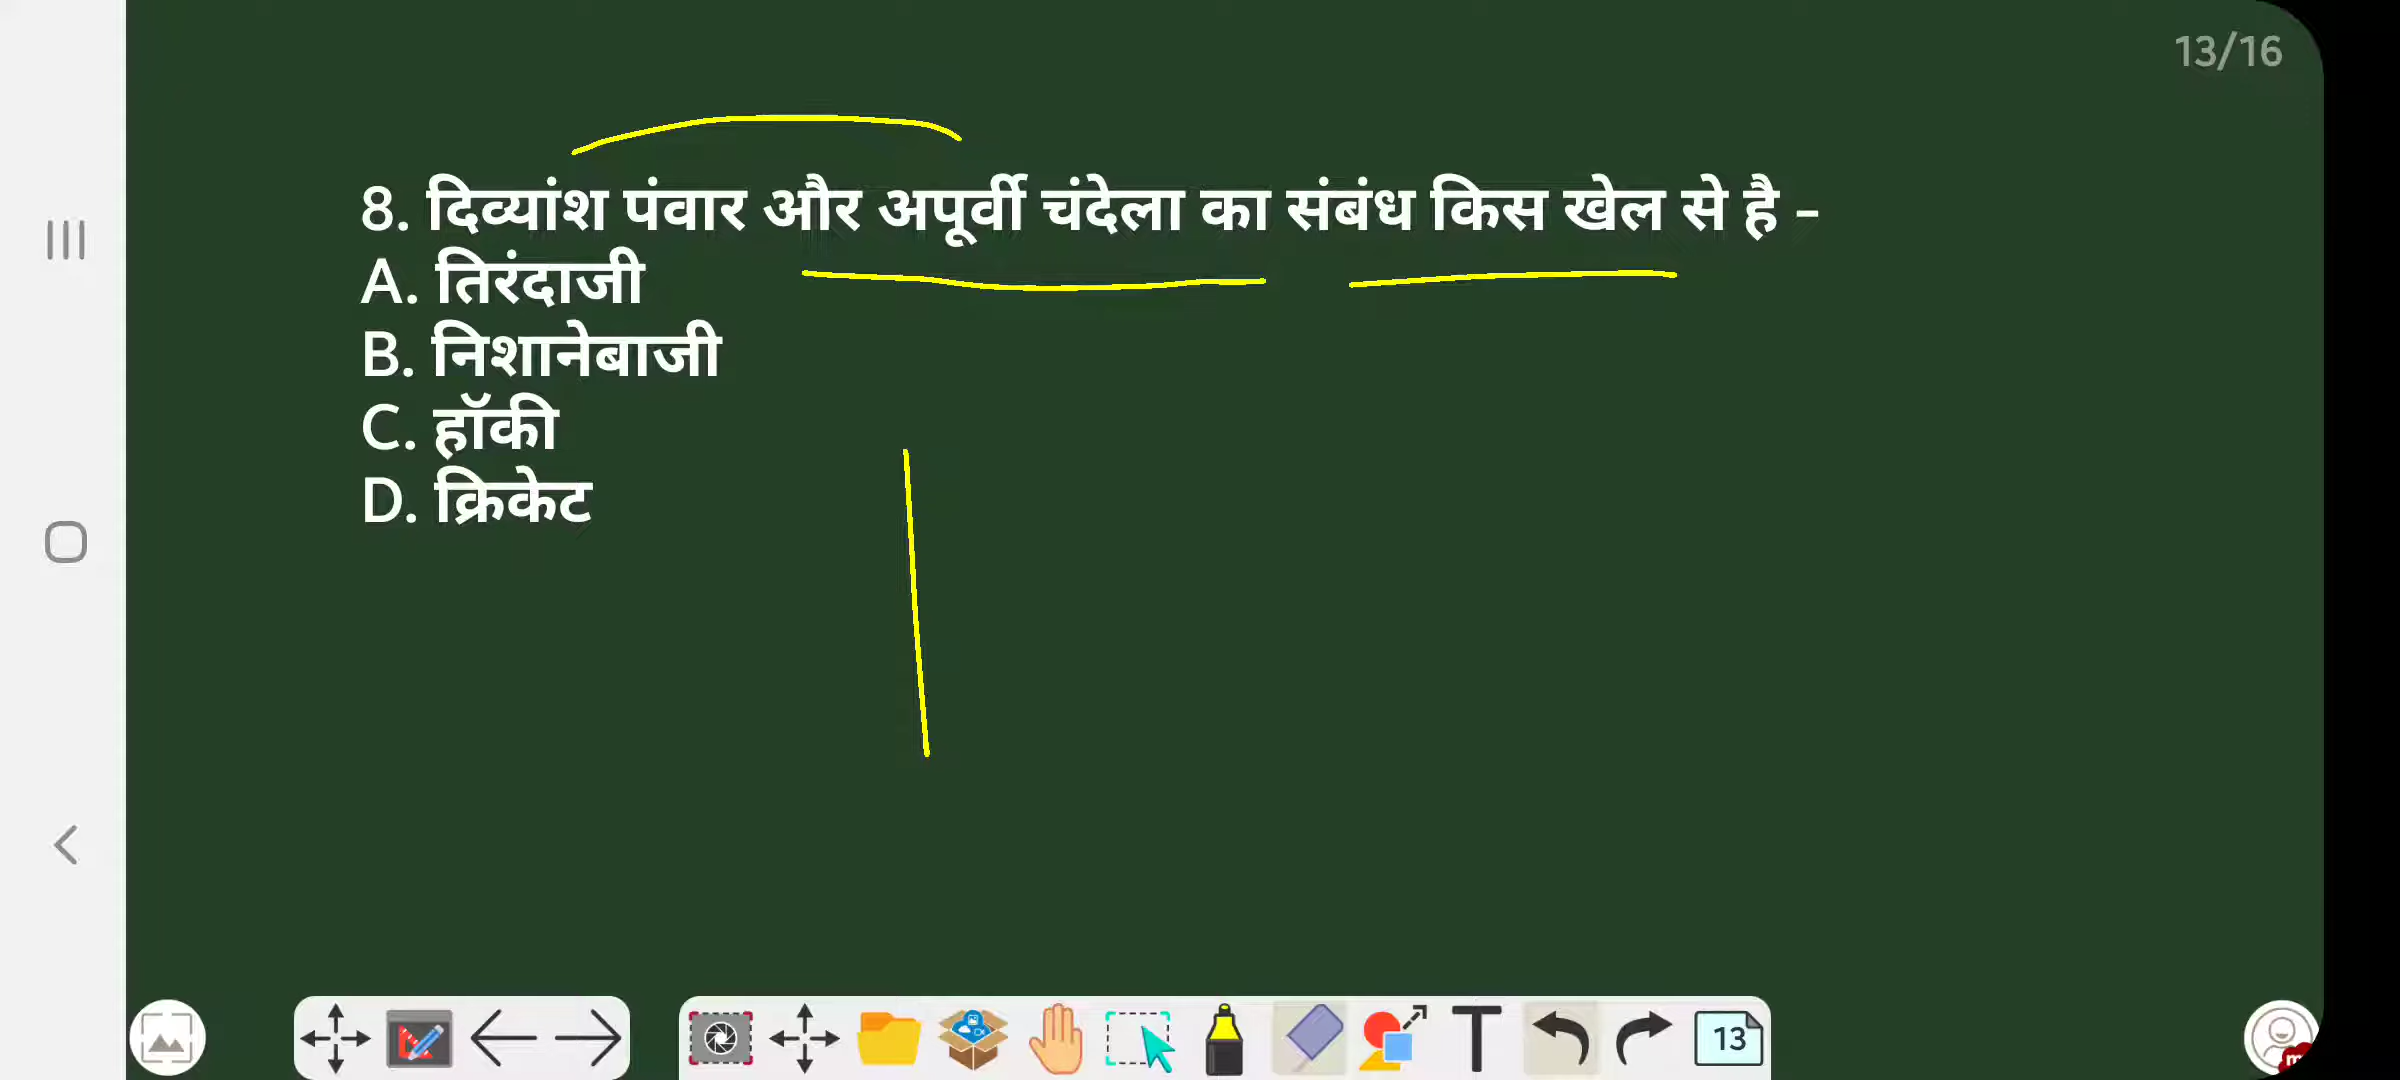 13/16
8. दिव्यांश पंवार और अपूर्वी चंदेला का संबंध किस खेल से है -
A. तिरंदाजी
B. निशानेबाजी
C. हॉकी
D. क्रिकेट
T
13